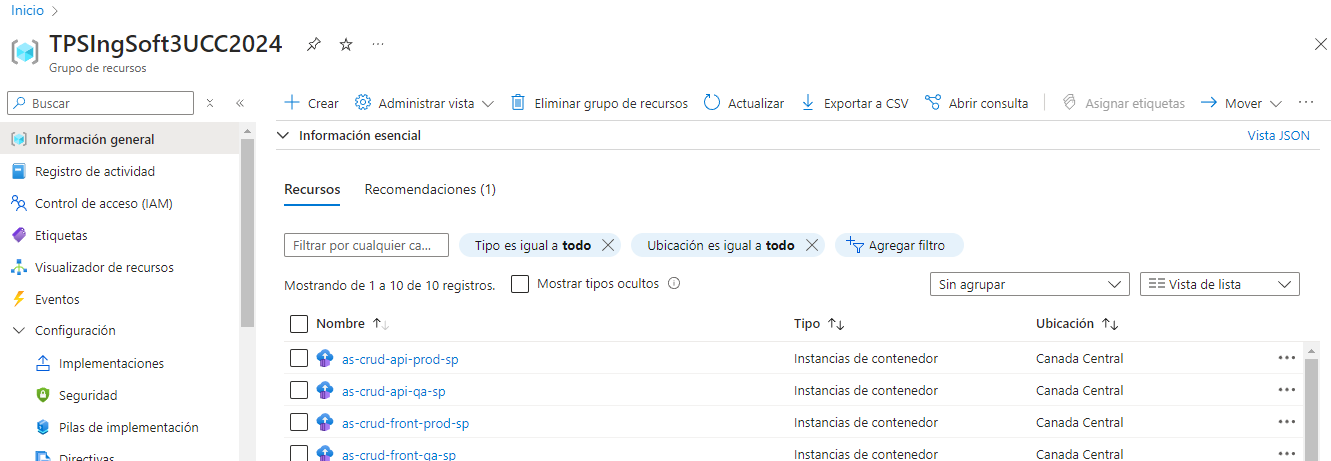 Inicio >
TPSIngSoft3UCC2024
Grupo de recursos
Buscar
Crear Administrar vista Eliminar grupo de recursos Actualizar Exportar a CSV Abrir consulta Asignar etiquetas Mover
Información esencial Vista JSON
Información general
Registro de actividad
Control de acceso (IAM)
Etiquetas
Visualizador de recursos
Eventos
Configuración
Implementaciones
Seguridad
Pilas de implementación
Directivas
Recursos Recomendaciones (1)
Filtrar por cualquier ca... Tipo es igual a todo Ubicación es igual a todo Agregar filtro
Mostrando de 1 a 10 de 10 registros. Mostrar tipos ocultos
Sin agrupar Vista de lista
Nombre Tipo Ubicación
as-crud-api-prod-sp Instancias de contenedor Canada Central
as-crud-api-qa-sp Instancias de contenedor Canada Central
as-crud-front-prod-sp Instancias de contenedor Canada Central
as-crud-front-qa-sp Instancias de contenedor Canada Central